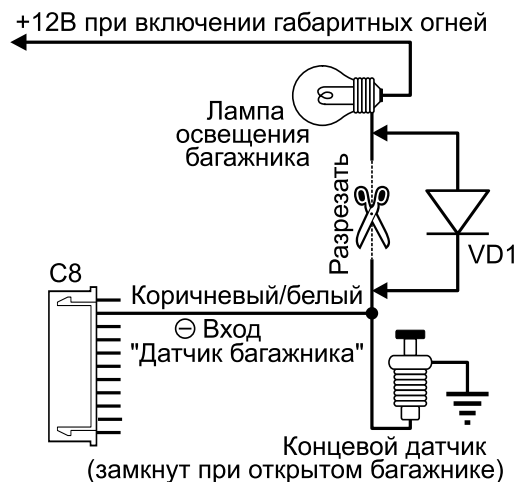 +12В при включении габаритных огней
Лампа
освещения
багажника
Разрезать
VD1
C8
Коричневый/белый
⊖ Вход
"Датчик багажника"
Концевой датчик
(замкнут при открытом багажнике)